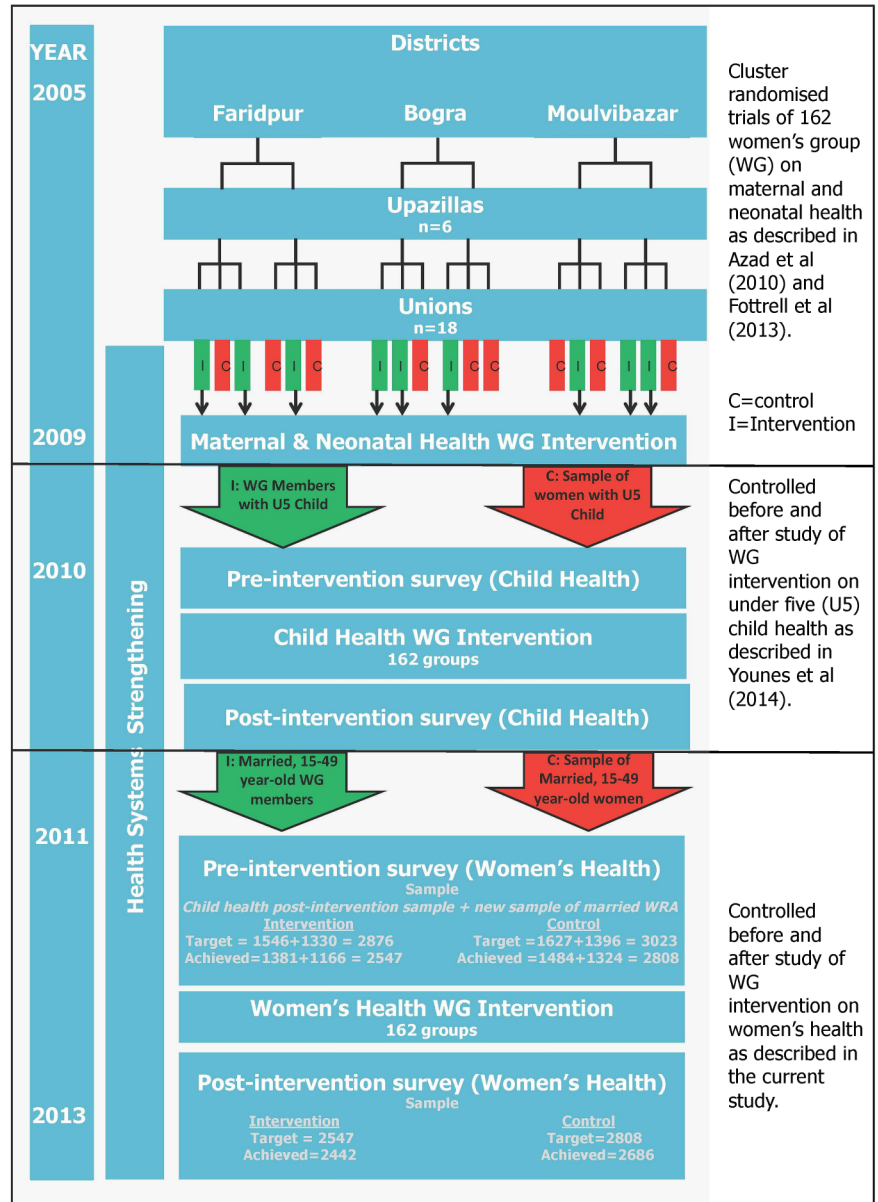 YEAR
2005
Districts
Faridpur
Bogra
Moulvibazar
Upazillas
n=6
Unions
n=18
I C I C I C I I C I C C C I C I I C
2009
Maternal & Neonatal Health WG Intervention
Cluster
randomised
trials of 162
women's group
(WG) on
maternal and
neonatal health
as described in
Azad et al
(2010) and
Fottrell et al
(2013).
C=control
I=Intervention
Health Systems Strengthening
I: WG Members
with U5 Child
C: Sample of
women with U5
Child
2010
Pre-intervention survey (Child Health)
Child Health WG Intervention
162 groups
Post-intervention survey (Child Health)
Controlled
before and
after study of
WG
intervention on
under five (U5)
child health as
described in
Younes et al
(2014).
I: Married, 15-49
year-old WG
members
C: Sample of
Married, 15-49
year-old women
2011
Pre-intervention survey (Women's Health)
Sample
Child health post-intervention sample + new sample of married WRA
Intervention
Target = 1546+1330 = 2876
Achieved=1381+1166 = 2547
Control
Target =1627+1396 = 3023
Achieved=1484+1324 = 2808
Women's Health WG Intervention
162 groups
Post-intervention survey (Women's Health)
Sample
2013
Intervention
Target = 2547
Achieved=2442
Control
Target=2808
Achieved=2686
Controlled
before and
after study of
WG
intervention on
women's health
as described in
the current
study.